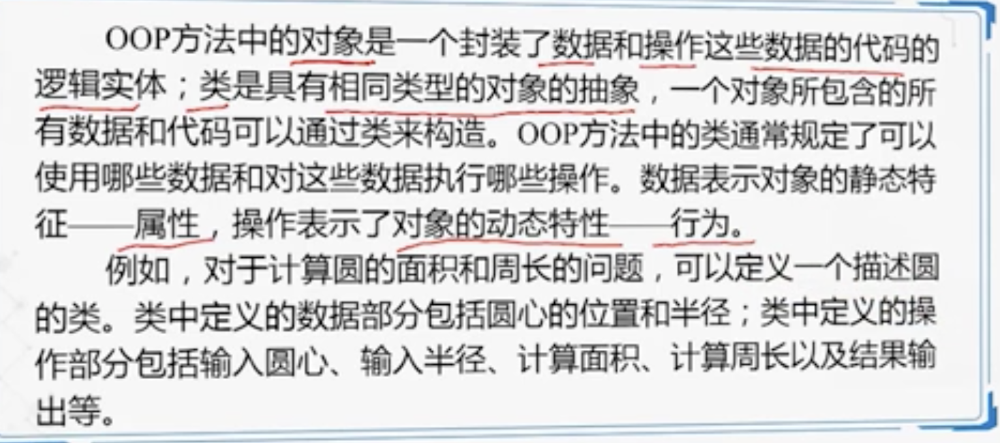 OOP方法中的对象是一个封装了数据和操作这些数据的代码的
逻辑实体；类是具有相同类型的对象的抽象，一个对象所包含的所
有数据和代码可以通过类来构造。OOP方法中的类通常规定了可以
使用哪些数据和对这些数据执行哪些操作。数据表示对象的静态特
征——属性，操作表示了对象的动态特性——行为。
例如，对于计算圆的面积和周长的问题，可以定义一个描述圆
的类。类中定义的数据部分包括圆心的位置和半径；类中定义的操
作部分包括输入圆心、输入半径、计算面积、计算周长以及结果输
出等。